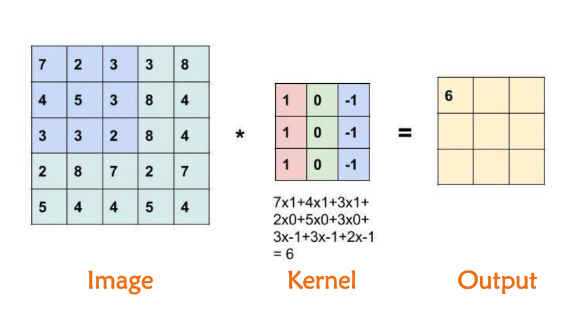 7 2 3 3 8
4 5 3 8 4
3 3 2 8 4
2 8 7 2 7
5 4 4 5 4
*
1 0 -1
1 0 -1
1 0 -1
=
6
7x1+4x1+3x1+
2x0+5x0+3x0+
3x-1+3x-1+2x-1
= 6
Image
Kernel
Output